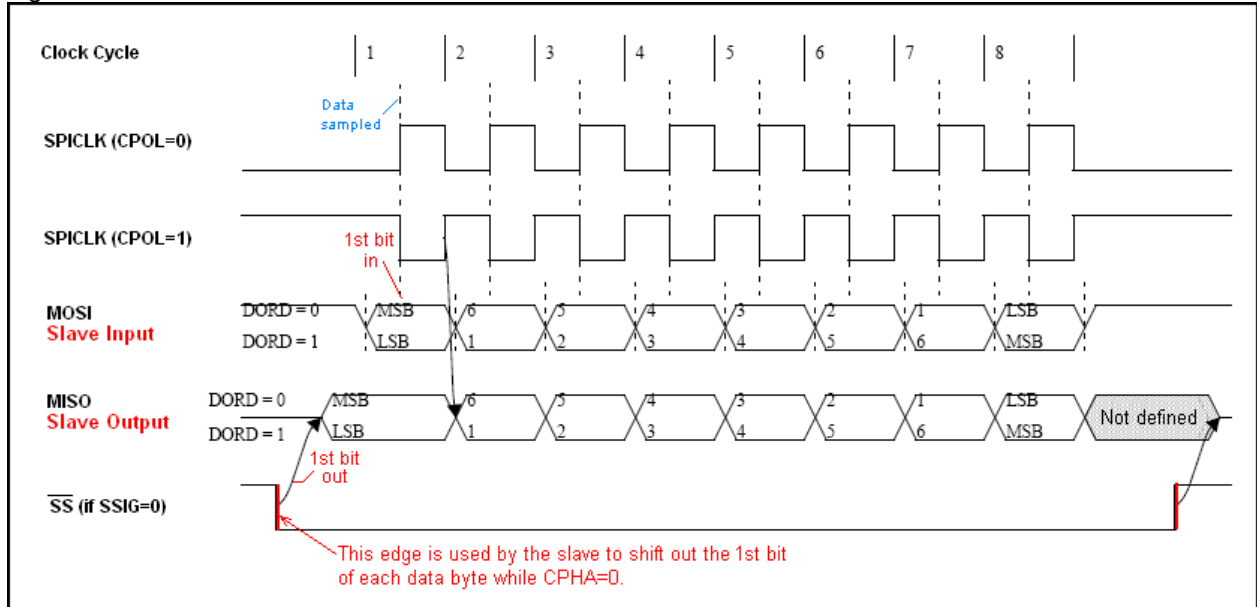 Clock Cycle 1 2 3 4 5 6 7 8
Data
sampled
SPICLK (CPOL=0)
SPICLK (CPOL=1)
1st bit
in
MOSI DORD = 0 MSB 6 5 4 3 2 1 LSB
Slave Input DORD = 1 LSB 1 2 3 4 5 6 MSB
MISO DORD = 0 MSB 6 5 4 3 2 1 LSB
Not defined
Slave Output DORD = 1 LSB 1 2 3 4 5 6 MSB
1st bit
out
SS (if SSIG=0)
This edge is used by the slave to shift out the 1st bit
of each data byte while CPHA=0.